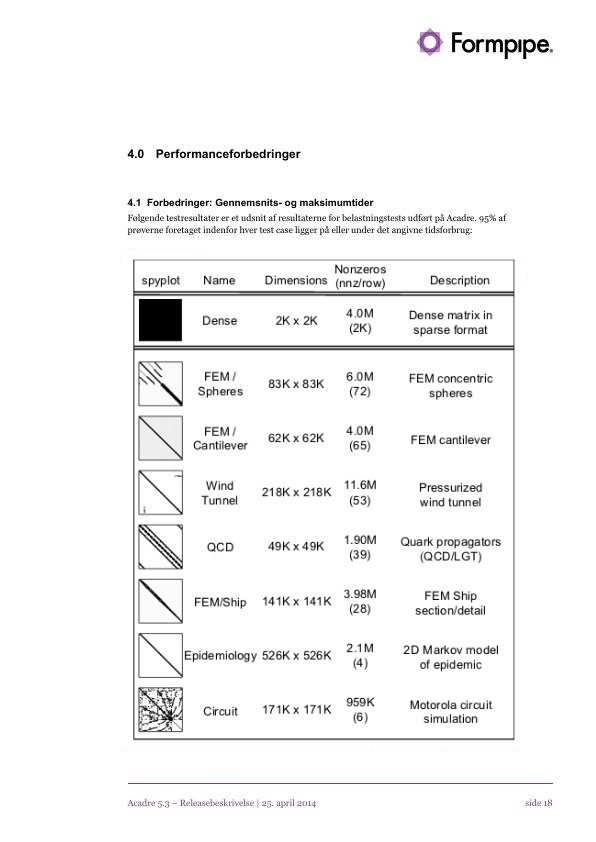 Formpipe.
4.0 Performanceforbedringer
4.1 Forbedringer: Gennemsnits- og maksimumtider
Følgende testresultater er et udsnit af resultaterne for belastningstests udført på Acadre. 95% af
prøverne foretaget indenfor hver test case ligger på eller under det angivne tidsforbrug:
spyplot Name Dimensions Nonzeros (nnz/row) Description
Dense 2K x 2K 4.0M (2K) Dense matrix in sparse format
FEM / Spheres 83K x 83K 6.0M (72) FEM concentric spheres
FEM / Cantilever 62K x 62K 4.0M (65) FEM cantilever
Wind Tunnel 218K x 218K 11.6M (53) Pressurized wind tunnel
QCD 49K x 49K 1.90M (39) Quark propagators (QCD/LGT)
FEM/Ship 141K x 141K 3.98M (28) FEM Ship section/detail
Epidemiology 526K x 526K 2.1M (4) 2D Markov model of epidemic
Circuit 171K x 171K 959K (6) Motorola circuit simulation
Acadre 5.3 – Releasebeskrivelse | 25. april 2014 side 18